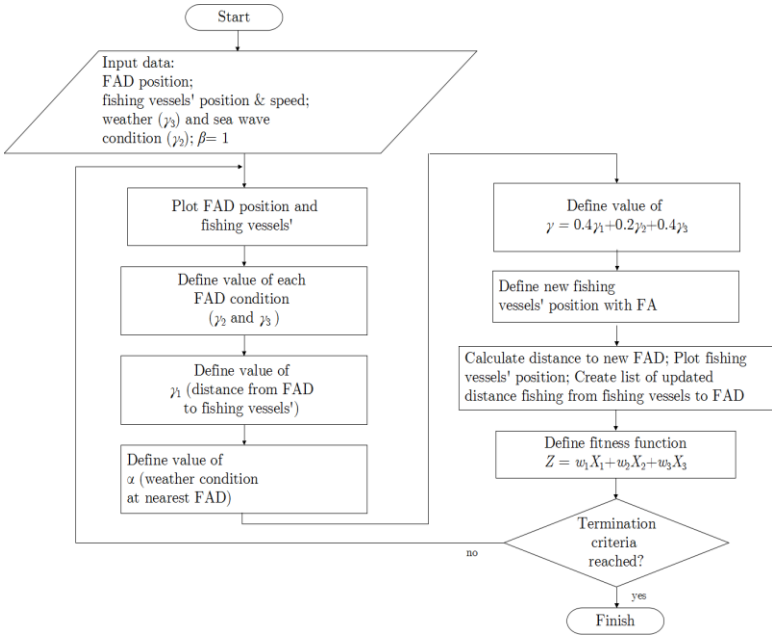 Start
Input data:
FAD position;
fishing vessels' position & speed;
weather (γ₃) and sea wave
condition (γ₂); β= 1
Plot FAD position and
fishing vessels'
Define value of each
FAD condition
(γ₂ and γ₃ )
Define value of
γ₁ (distance from FAD
to fishing vessels')
Define value of
α (weather condition
at nearest FAD)
Define value of
γ = 0.4γ₁+0.2γ₂+0.4γ₃
Define new fishing
vessels' position with FA
Calculate distance to new FAD; Plot fishing
vessels' position; Create list of updated
distance fishing from fishing vessels to FAD
Define fitness function
Z = w₁X₁+w₂X₂+w₃X₃
Termination
criteria
reached?
no
yes
Finish